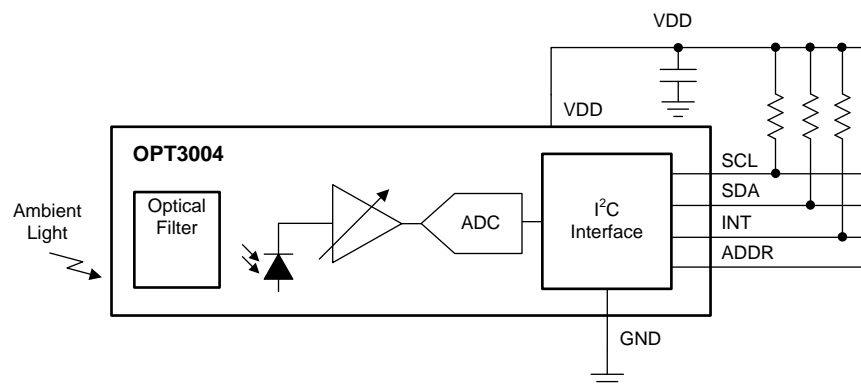 VDD
VDD
OPT3004
SCL
Ambient
Light
Optical
Filter
ADC
I²C
Interface
SDA
INT
ADDR
GND